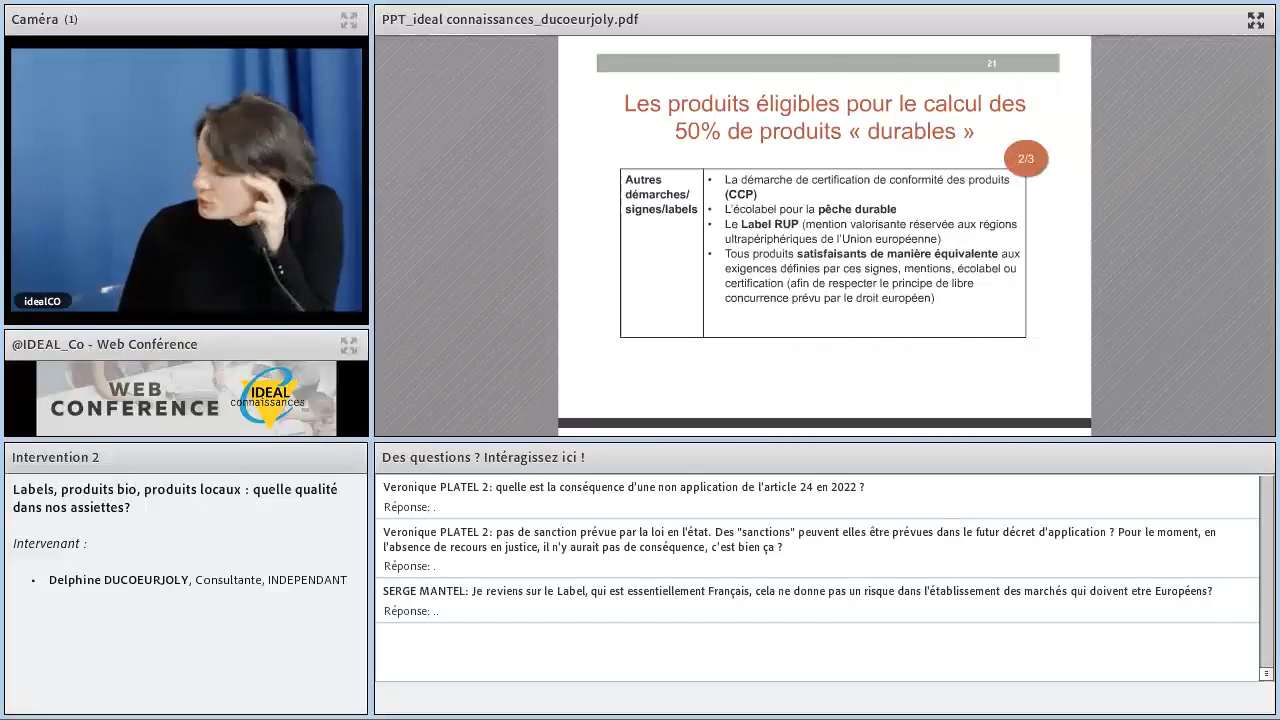 Caméra (1)
idealCO
@IDEAL_Co - Web Conférence
WEB
CONFERENCE
IDEAL
connaissances
PPT_ideal connaissances_ducoeurjoly.pdf
21
Les produits éligibles pour le calcul des
50% de produits « durables »
2/3
Autres
démarches/
signes/labels
• La démarche de certification de conformité des produits
(CCP)
• L'écolabel pour la pêche durable
• Le Label RUP (mention valorisante réservée aux régions
ultrapériphériques de l'Union européenne)
• Tous produits satisfaisants de manière équivalente aux
exigences définies par ces signes, mentions, écolabel ou
certification (afin de respecter le principe de libre
concurrence prévu par le droit européen)
Intervention 2
Labels, produits bio, produits locaux : quelle qualité
dans nos assiettes?
Intervenant :
• Delphine DUCOEURJOLY, Consultante, INDEPENDANT
Des questions ? Intéragissez ici !
Veronique PLATEL 2: quelle est la conséquence d'une non application de l'article 24 en 2022 ?
Réponse: .
Veronique PLATEL 2: pas de sanction prévue par la loi en l'état. Des "sanctions" peuvent elles être prévues dans le futur décret d'application ? Pour le moment, en
l'absence de recours en justice, il n'y aurait pas de conséquence, c'est bien ça ?
Réponse: .
SERGE MANTEL: Je reviens sur le Label, qui est essentiellement Français, cela ne donne pas un risque dans l'établissement des marchés qui doivent etre Européens?
Réponse: ..